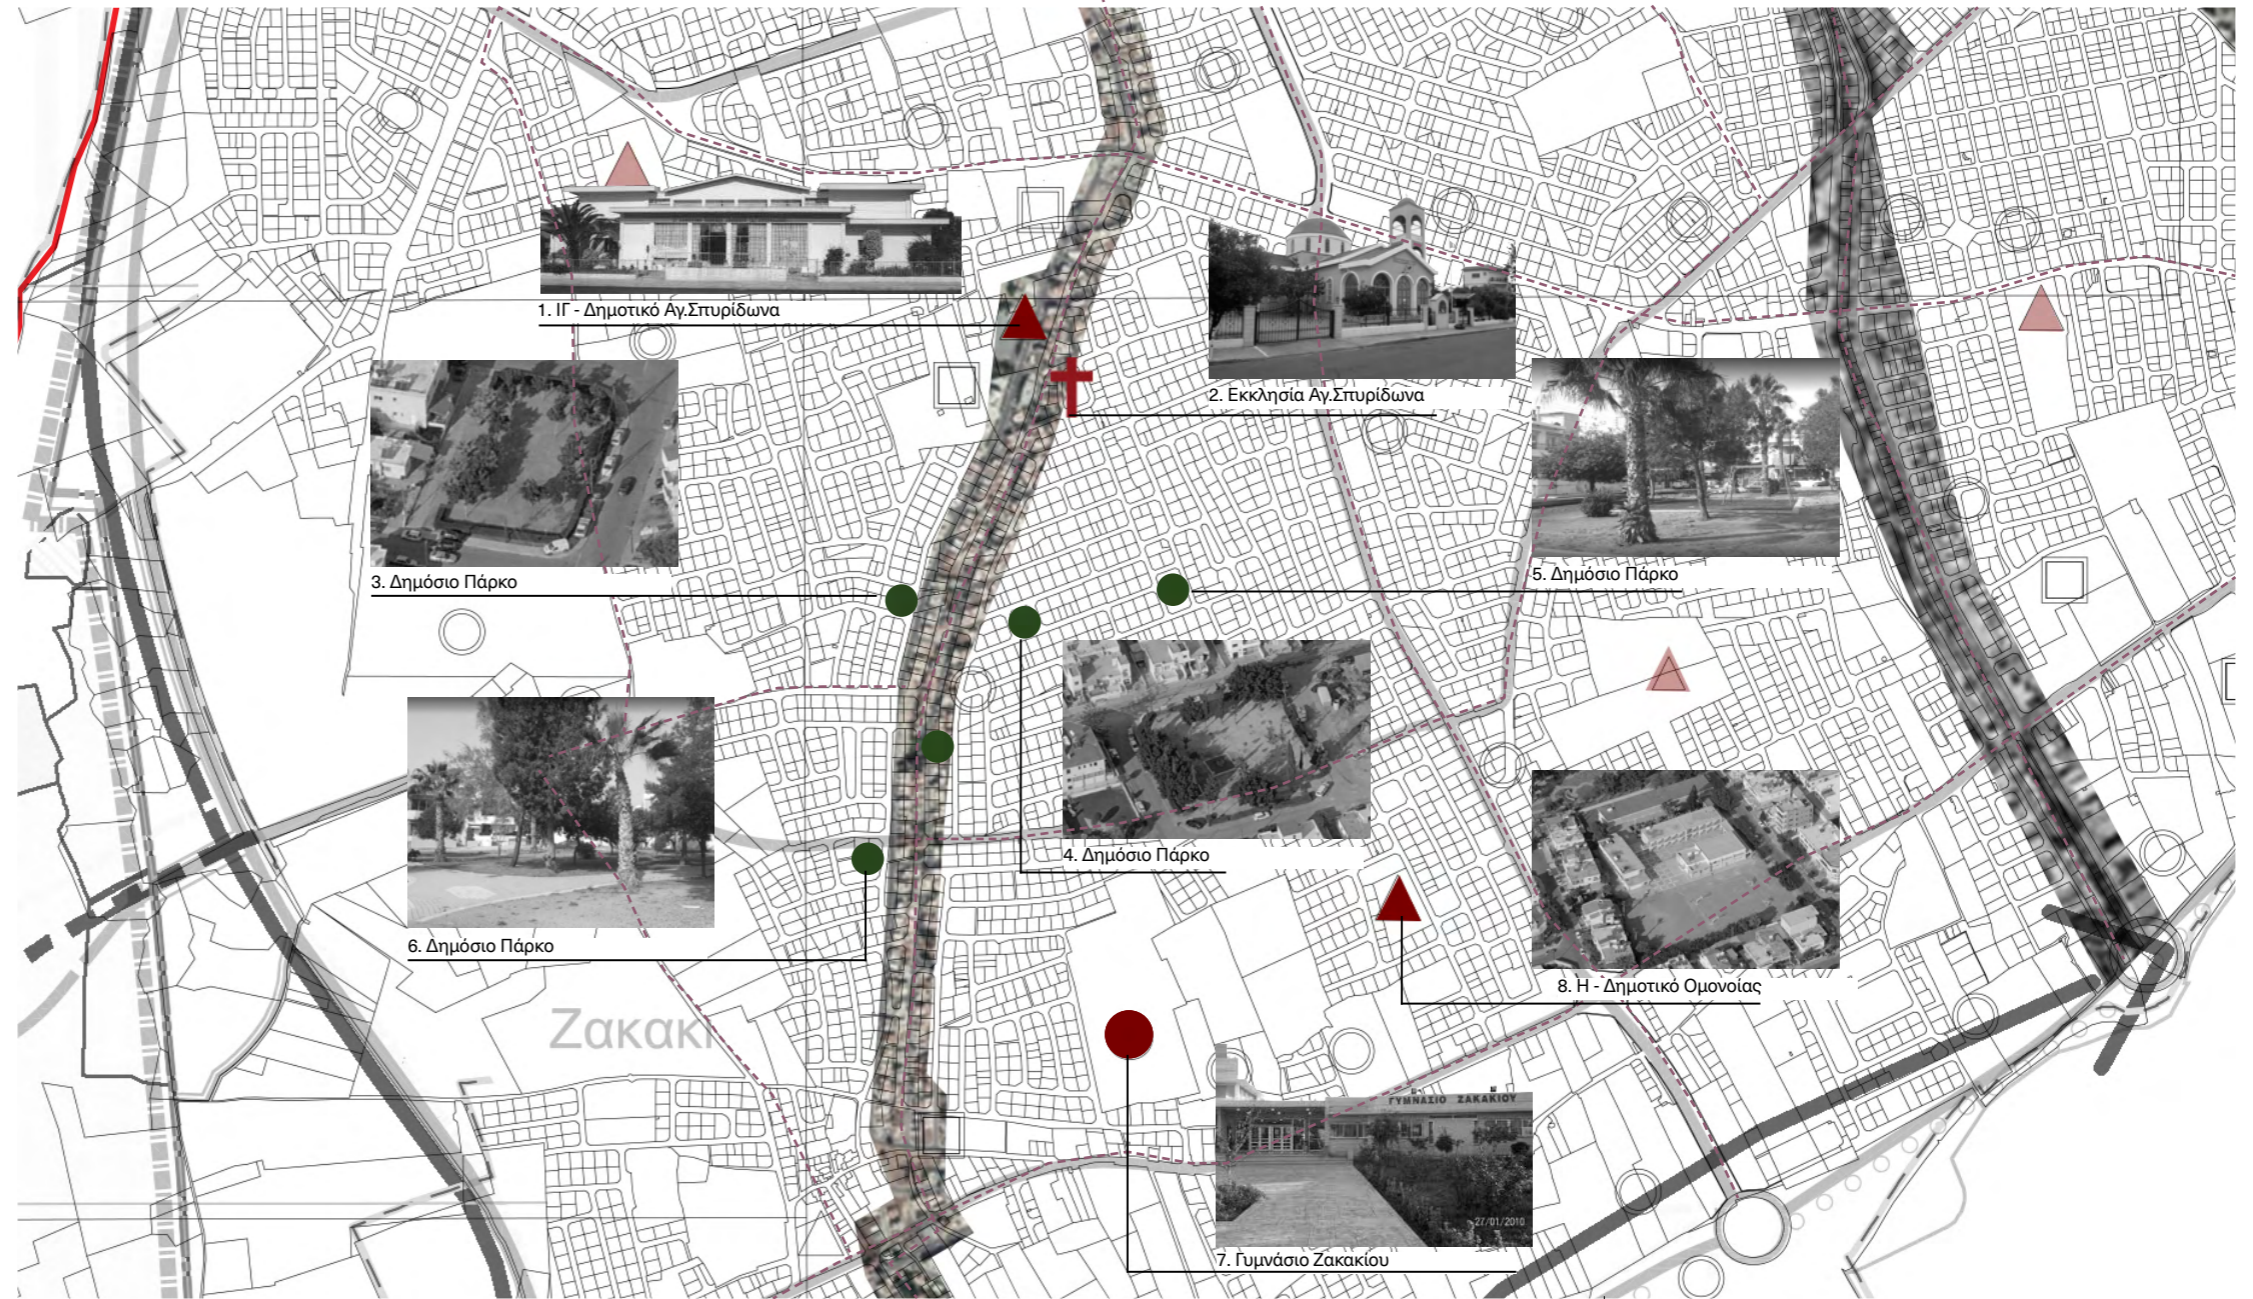 1. ΙΓ - Δημοτικό Αγ.Σπυρίδωνα
2. Εκκλησία Αγ.Σπυρίδωνα
3. Δημόσιο Πάρκο
5. Δημόσιο Πάρκο
4. Δημόσιο Πάρκο
6. Δημόσιο Πάρκο
8. Η - Δημοτικό Ομονοίας
Ζακακι
ΓΥΜΝΑΣΙΟ ΖΑΚΑΚΙΟΥ
27/01/2010
7. Γυμνάσιο Ζακακίου